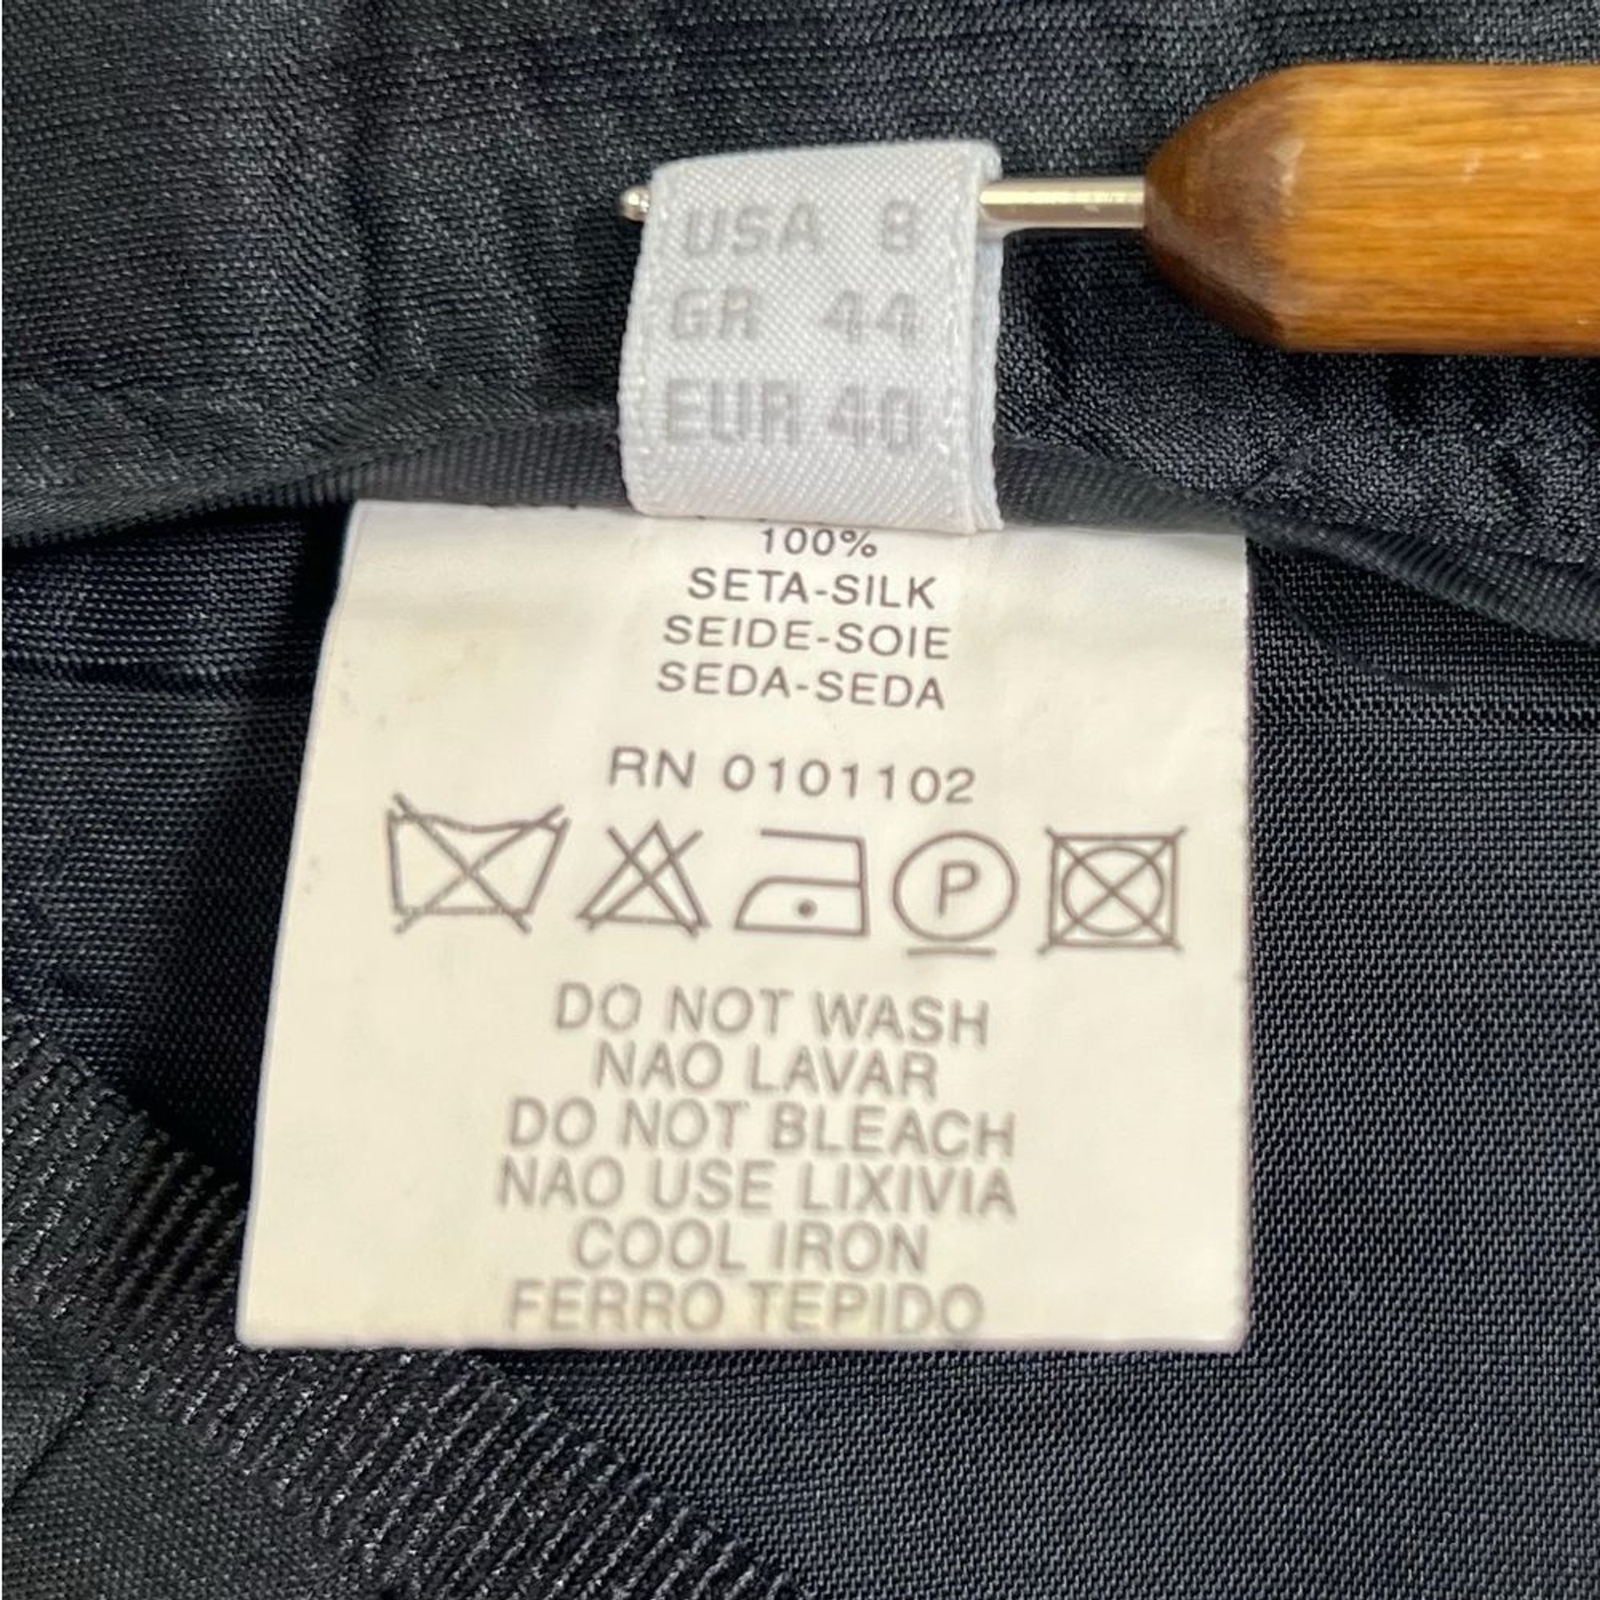 USA 8
GR 44
EUR 40
100%
SETA-SILK
SEIDE-SOIE
SEDA-SEDA
RN 0101102
P
DO NOT WASH
NAO LAVAR
DO NOT BLEACH
NAO USE LIXIVIA
COOL IRON
FERRO TEPIDO